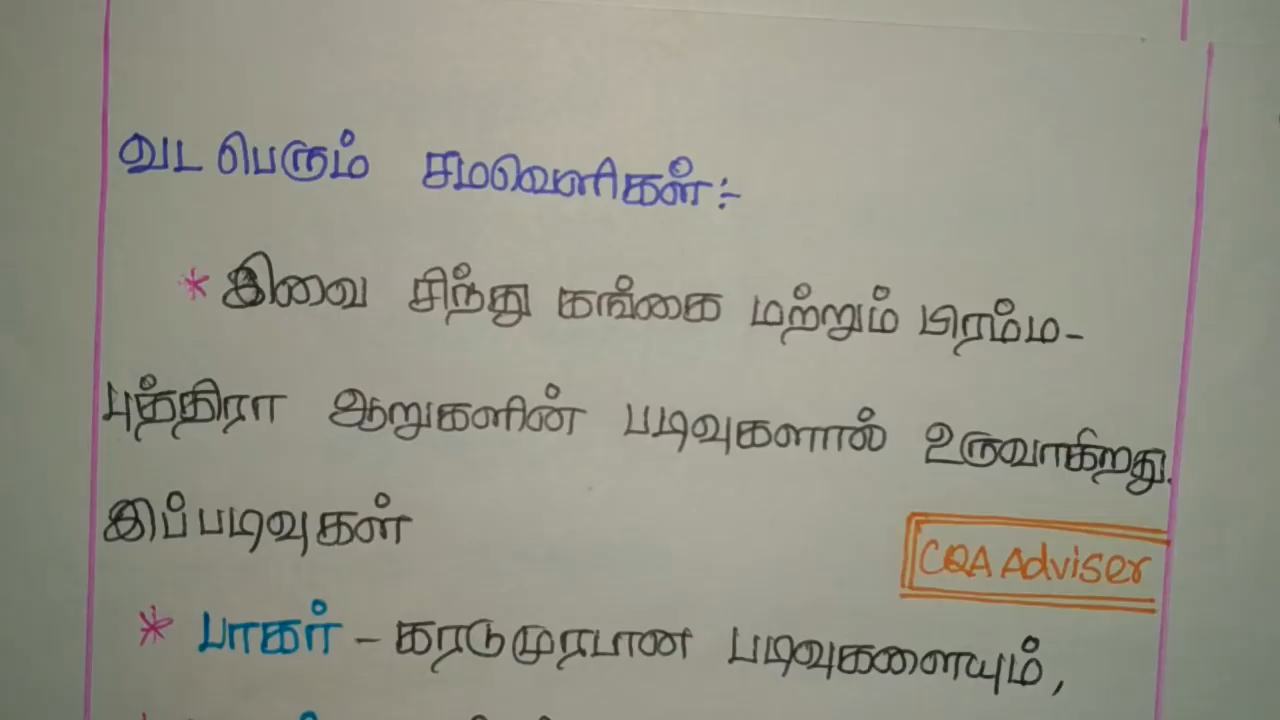 வட பெரும் சமவெளிகள்:-
* இவை சிந்து கங்கை மற்றும் பிரம்ம-
புத்திரா ஆறுகளின் படிவுகளால் உருவாகிறது.
இப்படிவுகள்
CQA Adviser
* பாகர் - கரடுமுரபான படிவுகளையும்,